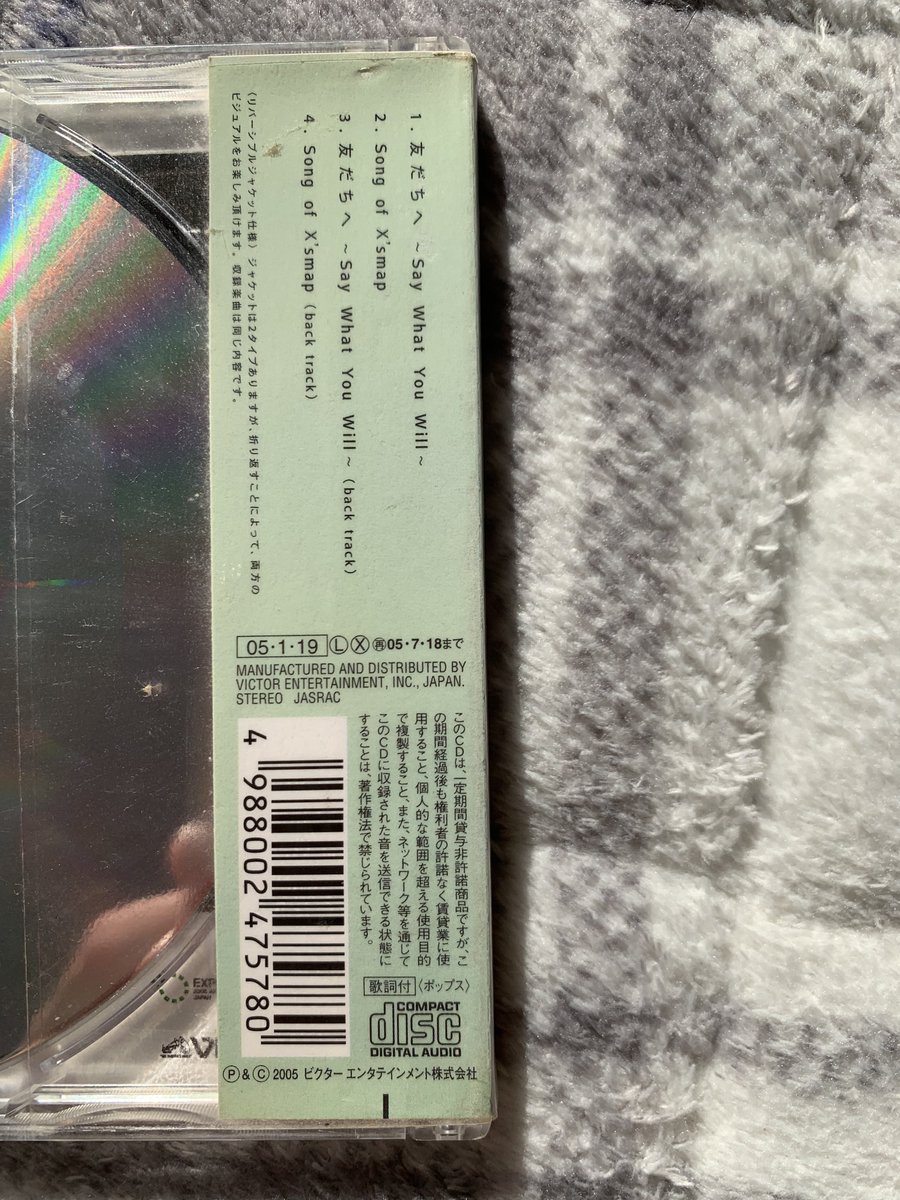 1. 友だちへ ~Say What You Will~
2. Song of X'smap
3. 友だちへ ~Say What You Will~ (back track)
4. Song of X'smap (back track)
(リバーシブルジャケット仕様) ジャケットは2タイプありますが、折り返すことによって、両方の
ビジュアルをお楽しみ頂けます。収録楽曲は同じ内容です。
05・1・19 Ⓛ Ⓧ ㊥05・7・18まで
MANUFACTURED AND DISTRIBUTED BY
VICTOR ENTERTAINMENT, INC., JAPAN.
STEREO JASRAC
このCDは、一定期間貸与非許諾商品ですが、こ
の期間経過後も権利者の許諾なく賃貸業に使
用すること、個人的な範囲を超える使用目的
で複製すること、また、ネットワーク等を通じて
このCDに収録された音を送信できる状態に
することは、著作権法で禁じられています。
4 988002 475780
歌詞付 〈ポップス〉
COMPACT
disc
DIGITAL AUDIO
Ⓟ & Ⓒ 2005 ビクター エンタテインメント株式会社